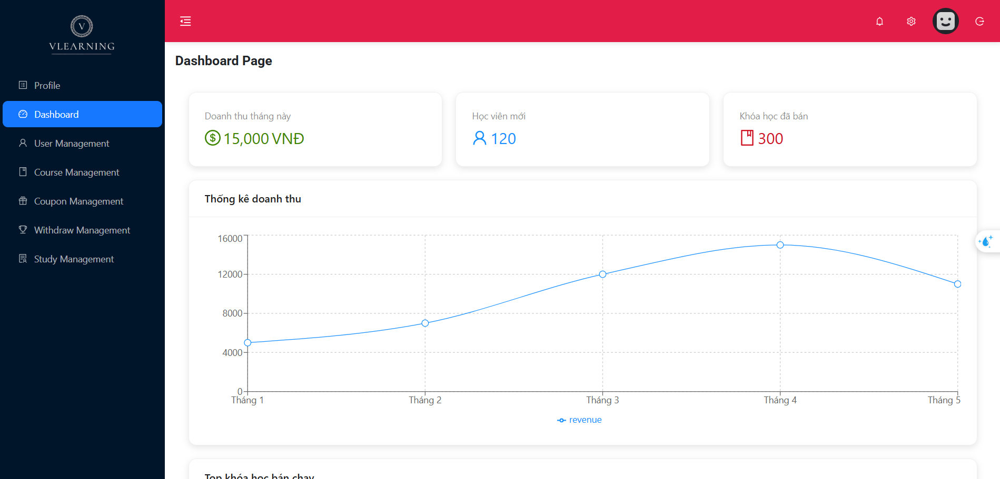 V
VLEARNING
Profile
Dashboard
User Management
Course Management
Coupon Management
Withdraw Management
Study Management
Dashboard Page
Doanh thu tháng này
$ 15,000 VNĐ
Học viên mới
120
Khóa học đã bán
300
Thống kê doanh thu
16000
12000
8000
4000
0
Tháng 1 Tháng 2 Tháng 3 Tháng 4 Tháng 5
revenue
Top khóa học bán chạy